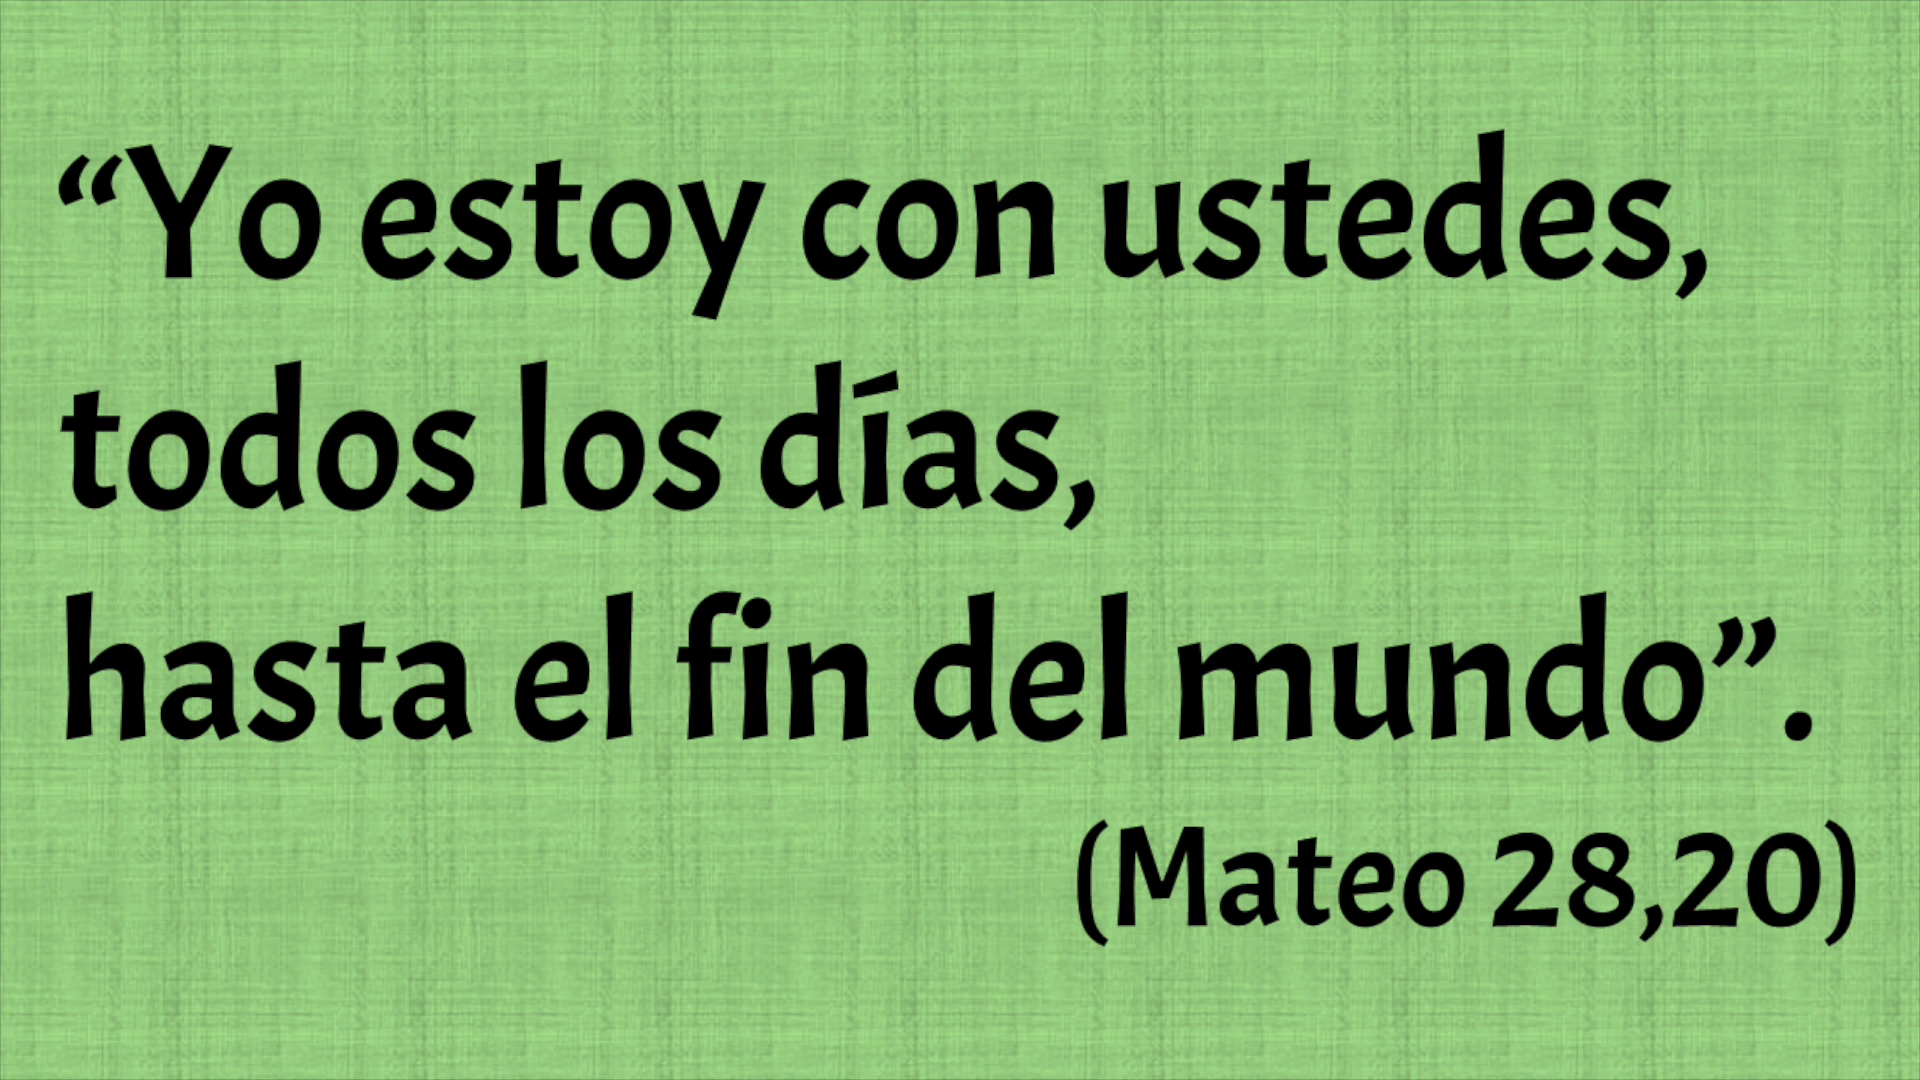 “Yo estoy con ustedes,
todos los días,
hasta el fin del mundo”.
(Mateo 28,20)